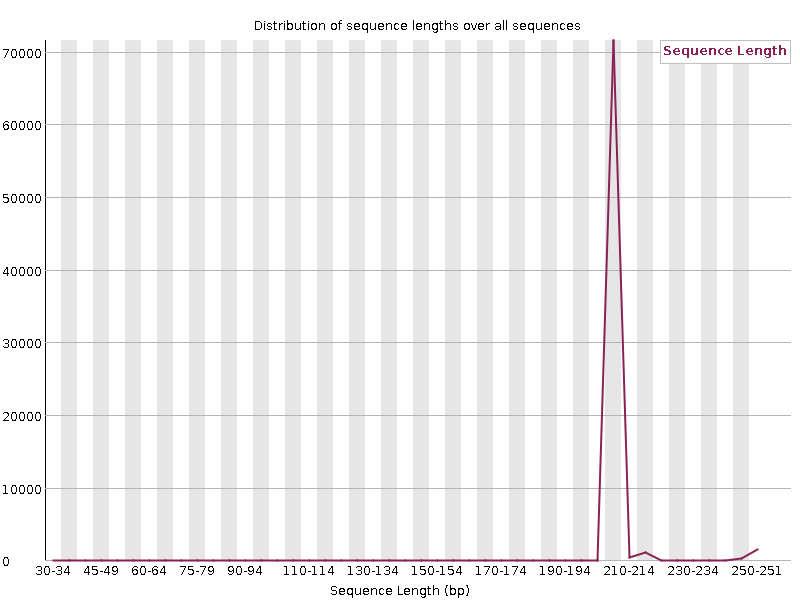 Distribution of sequence lengths over all sequences
Sequence Length
70000
60000
50000
40000
30000
20000
10000
0
30-34 45-49 60-64 75-79 90-94 110-114 130-134 150-154 170-174 190-194 210-214 230-234 250-251
Sequence Length (bp)